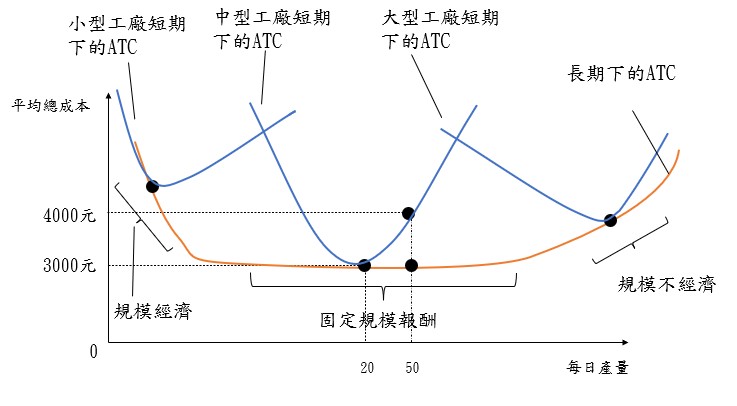 小型工廠短期
下的ATC
中型工廠短期
下的ATC
大型工廠短期
下的ATC
長期下的ATC
平均總成本
4000元
3000元
規模經濟
固定規模報酬
規模不經濟
0
20
50
每日產量